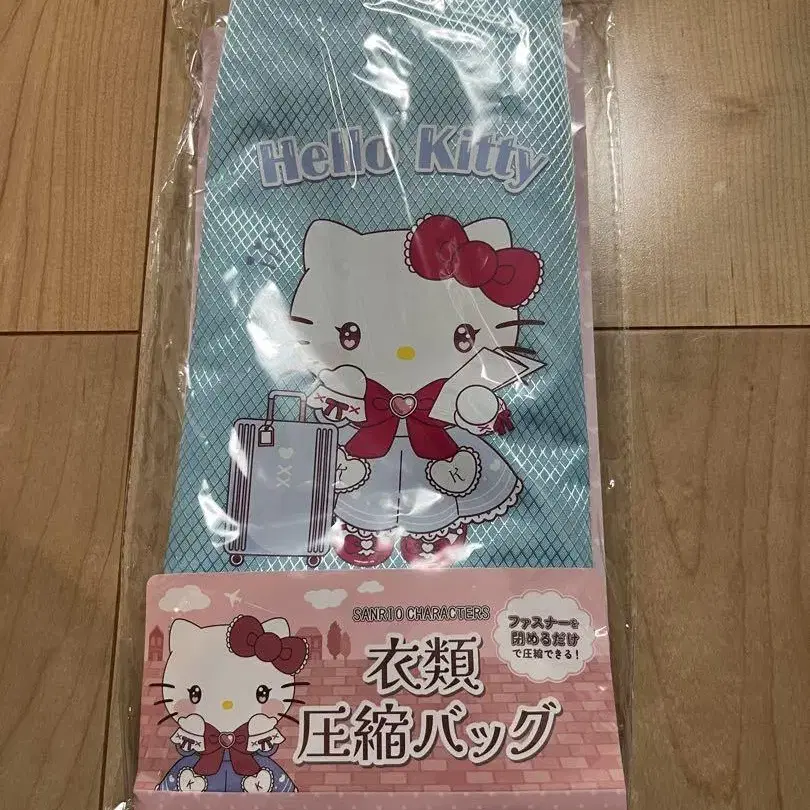 Hello Kitty
XX
K
K
SANRIO CHARACTERS
ファスナーを
閉めるだけ
で圧縮できる!
衣類
圧縮バッグ
K
K